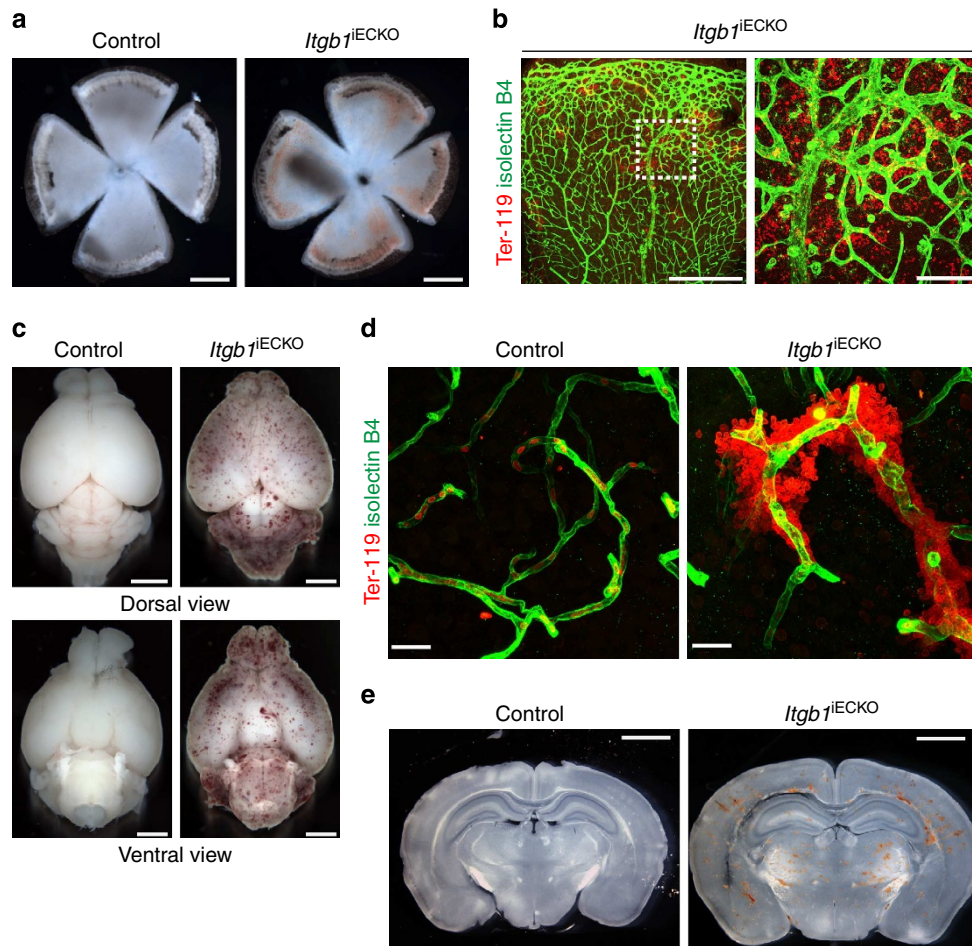 a
Control
Itgb1iECKO
b
Itgb1iECKO
Ter-119 isolectin B4
c
Control
Itgb1iECKO
Dorsal view
Ventral view
d
Control
Itgb1iECKO
Ter-119 isolectin B4
e
Control
Itgb1iECKO